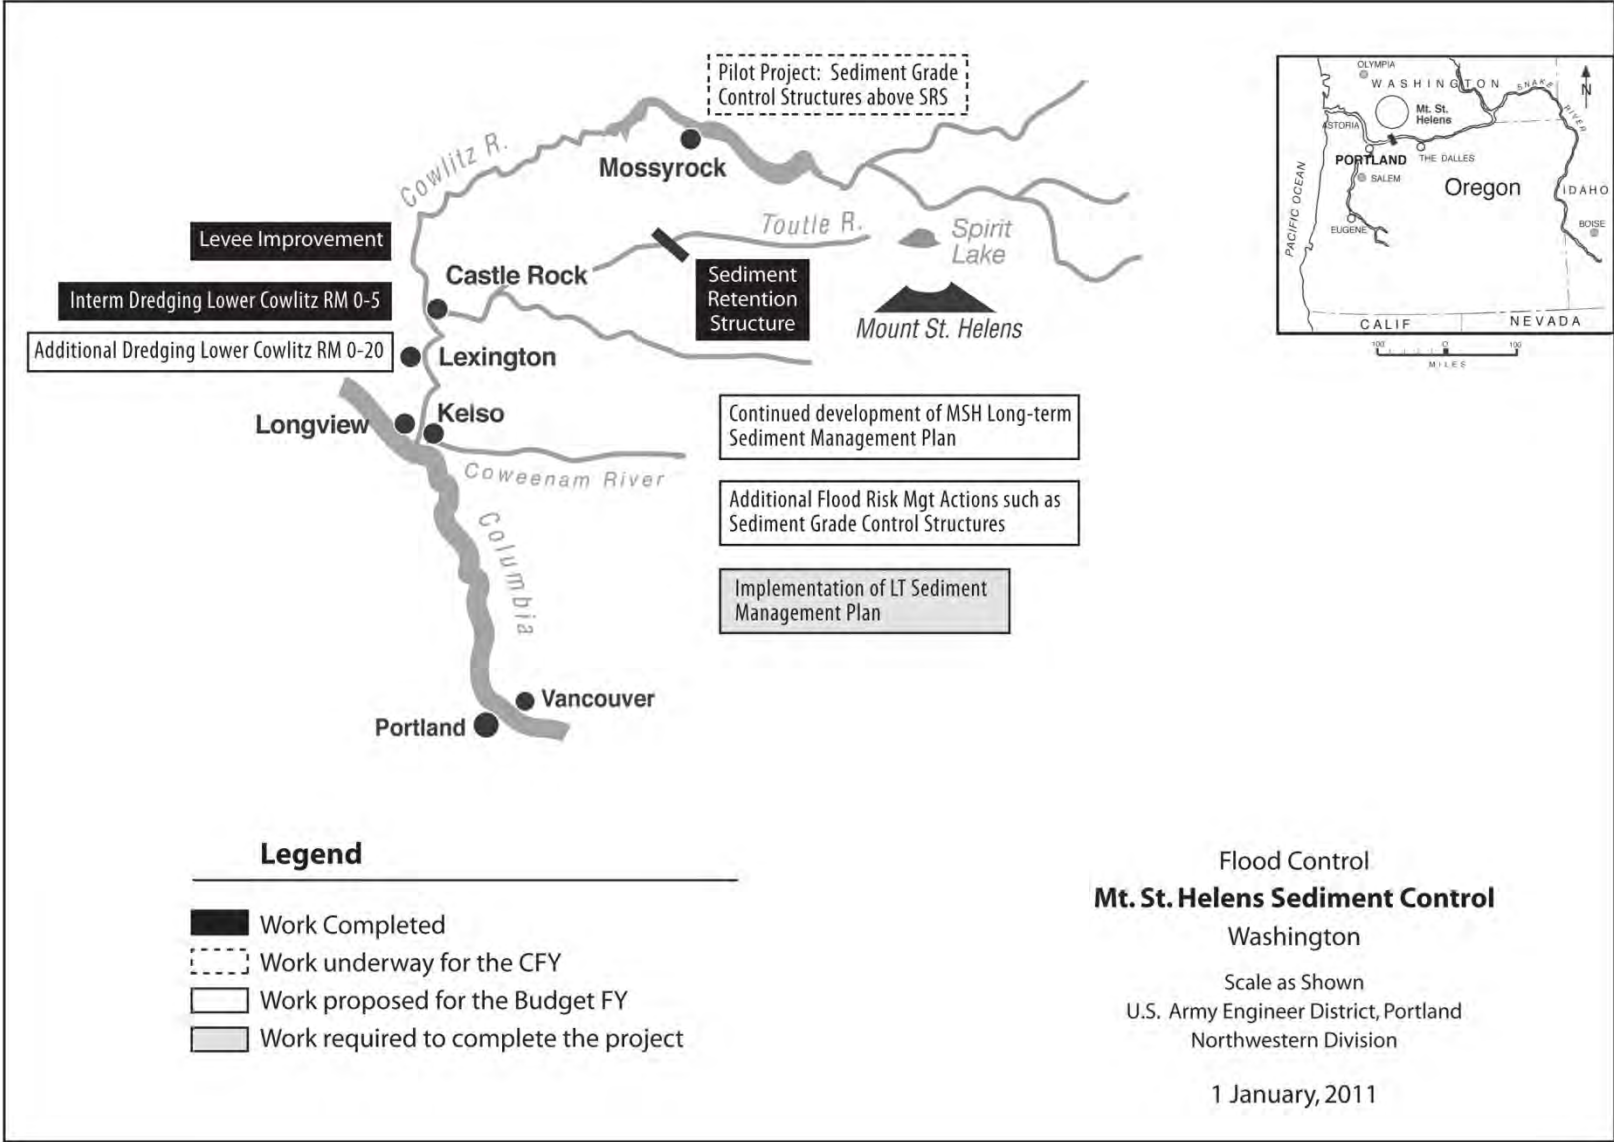 Pilot Project: Sediment Grade
Control Structures above SRS
Cowlitz R.
Mossyrock
Toutle R.
Spirit
Lake
Levee Improvement
Castle Rock
Sediment
Retention
Structure
Interm Dredging Lower Cowlitz RM 0-5
Mount St. Helens
Additional Dredging Lower Cowlitz RM 0-20
Lexington
Longview
Kelso
Coweenam River
Continued development of MSH Long-term
Sediment Management Plan
Additional Flood Risk Mgt Actions such as
Sediment Grade Control Structures
Columbia
Implementation of LT Sediment
Management Plan
Vancouver
Portland
OLYMPIA
WASHINGTON
SNAKE
RIVER
N
Mt. St.
Helens
ASTORIA
PORTLAND
THE DALLES
SALEM
Oregon
IDAHO
PACIFIC OCEAN
EUGENE
BOISE
CALIF
NEVADA
100 0 100
MILES
Legend
Work Completed
Work underway for the CFY
Work proposed for the Budget FY
Work required to complete the project
Flood Control
Mt. St. Helens Sediment Control
Washington
Scale as Shown
U.S. Army Engineer District, Portland
Northwestern Division
1 January, 2011